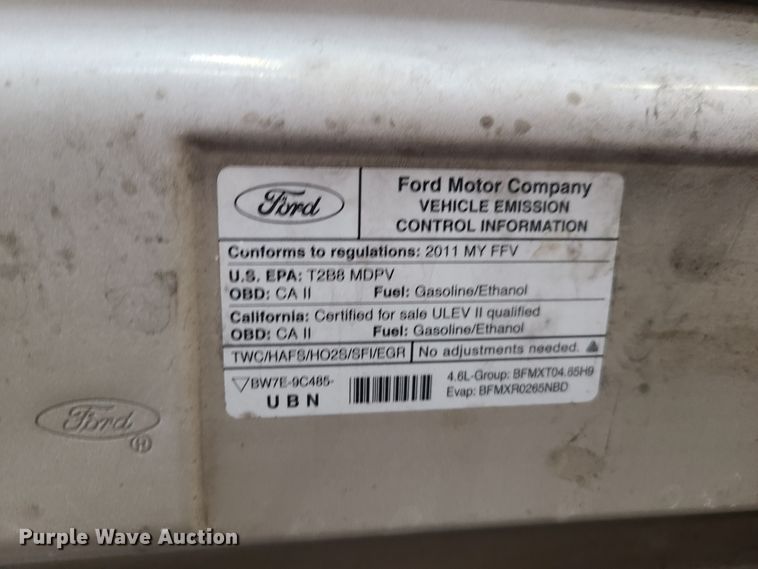 Ford
Ford Motor Company
VEHICLE EMISSION
CONTROL INFORMATION
Conforms to regulations: 2011 MY FFV
U.S. EPA: T2B8 MDPV
OBD: CA II Fuel: Gasoline/Ethanol
California: Certified for sale ULEV II qualified
OBD: CA II Fuel: Gasoline/Ethanol
TWC/HAFS/HO2S/SFI/EGR No adjustments needed.
BW7E-9C485-
UBN
4.6L-Group: BFMXT04.65H9
Evap: BFMXR0265NBD
Ford
H
Purple Wave Auction